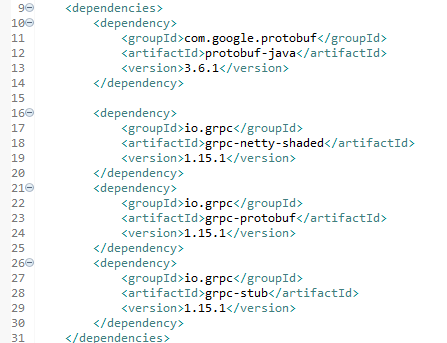 9 <dependencies>
10 <dependency>
11 <groupId>com.google.protobuf</groupId>
12 <artifactId>protobuf-java</artifactId>
13 <version>3.6.1</version>
14 </dependency>
15
16 <dependency>
17 <groupId>io.grpc</groupId>
18 <artifactId>grpc-netty-shaded</artifactId>
19 <version>1.15.1</version>
20 </dependency>
21 <dependency>
22 <groupId>io.grpc</groupId>
23 <artifactId>grpc-protobuf</artifactId>
24 <version>1.15.1</version>
25 </dependency>
26 <dependency>
27 <groupId>io.grpc</groupId>
28 <artifactId>grpc-stub</artifactId>
29 <version>1.15.1</version>
30 </dependency>
31 </dependencies>